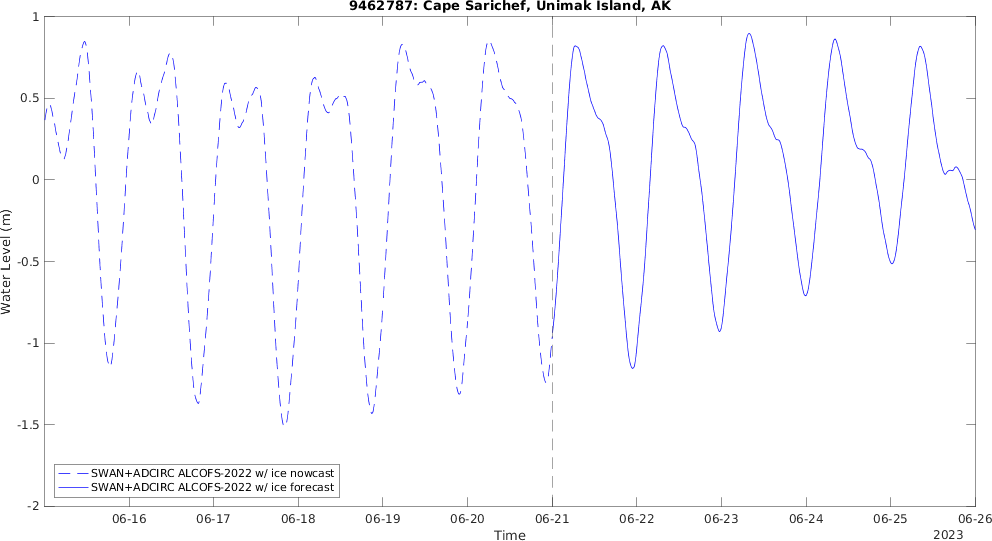 9462787: Cape Sarichef, Unimak Island, AK
1
0.5
0
-0.5
-1
-1.5
-2
Water Level (m)
SWAN+ADCIRC ALCOFS-2022 w/ ice nowcast
SWAN+ADCIRC ALCOFS-2022 w/ ice forecast
06-16 06-17 06-18 06-19 06-20 06-21 06-22 06-23 06-24 06-25 06-26
Time
2023